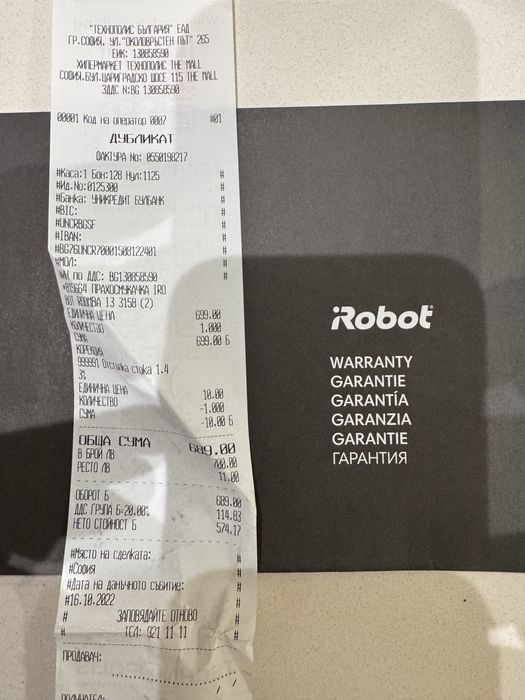 "ТЕХНОПОЛИС БЪЛГАРИЯ" ЕАД
ГР.СОФИЯ, УЛ."ОКОЛОВРЪСТЕН ПЪТ" 265
ЕИК: 130858590
ХИПЕРМАРКЕТ ТЕХНОПОЛИС THE MALL
СОФИЯ,БУЛ.ЦАРИГРАДСКО ШОСЕ 115 THE MALL
ЗДДС N:BG 130858590
00001 Код на оператор 0007 #01
ДУБЛИКАТ
ФАКТУРА No: 0550198217
#Каса:1 Бон:128 Нул:1125 #
#Ид.No:0125300 #
#Банка: УНИКРЕДИТ БУЛБАНК #
#BIC: #
#UNCRBGSF #
#IBAN: #
#BG76UNCR70001508122401 #
#МОЛ: #
ИН по ДДС: BG130858590 #
ПРАХОСМУКАЧКА IRO
BOT ROOMBA I3 3158 (2)
ЕДИНИЧНА ЦЕНА 699.00
КОЛИЧЕСТВО 1.000
СУМА 699.00 Б
КОРЕКЦИЯ
999991 Отстъпка стока 1.4
3%
ЕДИНИЧНА ЦЕНА 10.00
КОЛИЧЕСТВО -1.000
СУМА -10.00 Б
ОБЩА СУМА 689.00
В БРОЙ ЛВ 700.00
РЕСТО ЛВ 11.00
ОБОРОТ Б 689.00
ДДС ГРУПА Б=20.00% 114.83
НЕТО СТОЙНОСТ Б 574.17
#Място на сделката: #
#София #
#Дата на данъчното събитие: #
#16.10.2022 #
# ЗАПОВЯДАЙТЕ ОТНОВО #
# ТЕЛ: 921 11 11 #
ПРОДАВАЧ:
ПОЛУЧАТЕЛ:
iRobot®
WARRANTY
GARANTIE
GARANTÍA
GARANZIA
GARANTIE
ГАРАНТИЯ